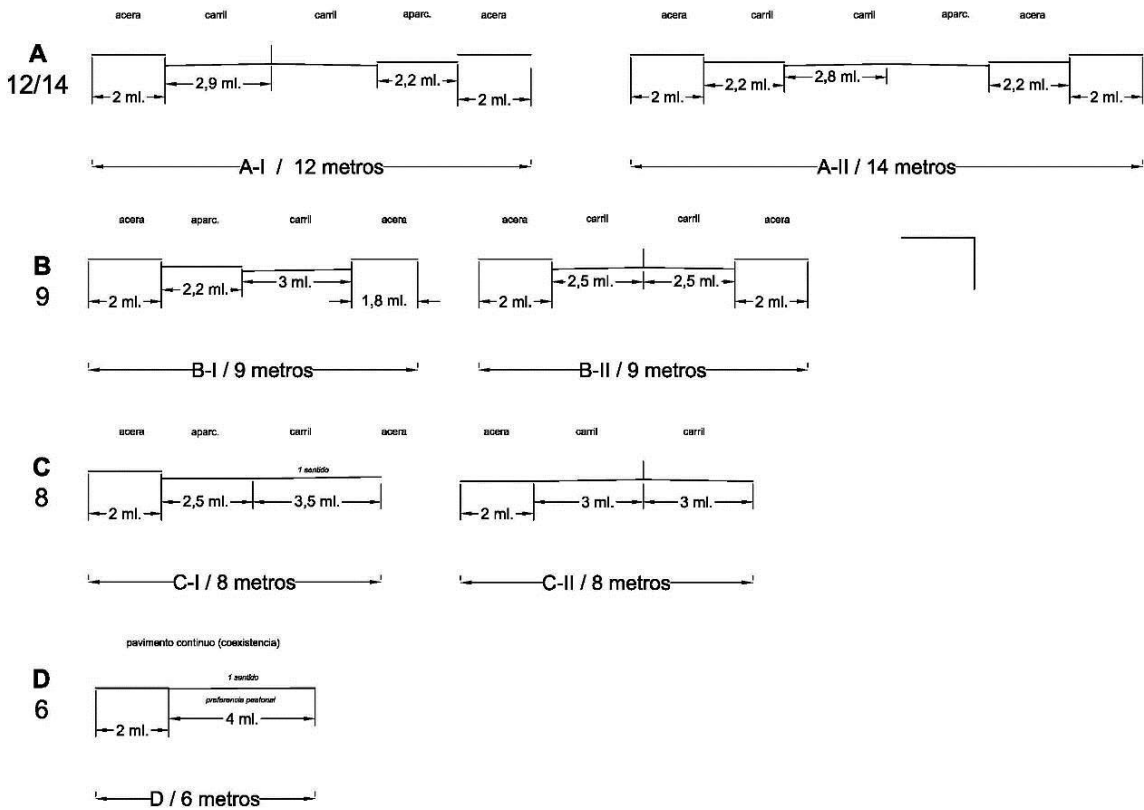 acera carril carril aparc. acera
acera carril carril aparc. acera
A
12/14
2 ml. 2,9 ml. 2,2 ml. 2 ml.
2 ml. 2,2 ml. 2,8 ml. 2,2 ml. 2 ml.
A-I / 12 metros
A-II / 14 metros
acera aparc. carril acera
acera carril carril acera
B
9
2 ml. 2,2 ml. 3 ml. 1,8 ml.
2 ml. 2,5 ml. 2,5 ml. 2 ml.
B-I / 9 metros
B-II / 9 metros
acera aparc. carril acera
acera carril carril
C
8
1 sentido
2 ml. 2,5 ml. 3,5 ml.
2 ml. 3 ml. 3 ml.
C-I / 8 metros
C-II / 8 metros
pavimento continuo (coexistencia)
D
6
1 sentido
preferencia peatonal
2 ml. 4 ml.
D / 6 metros